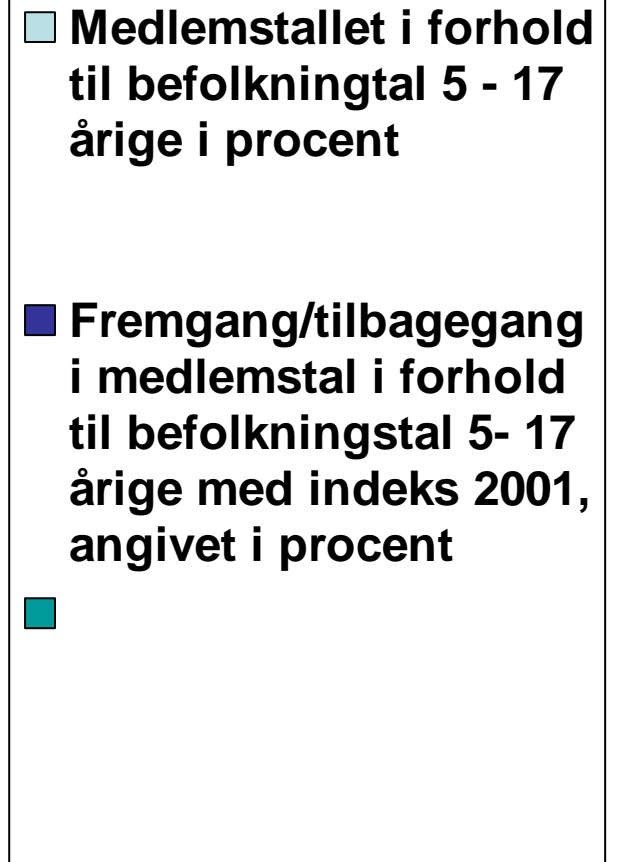 Medlemstallet i forhold
til befolkningtal 5 - 17
årige i procent
Fremgang/tilbagegang
i medlemstal i forhold
til befolkningstal 5- 17
årige med indeks 2001,
angivet i procent